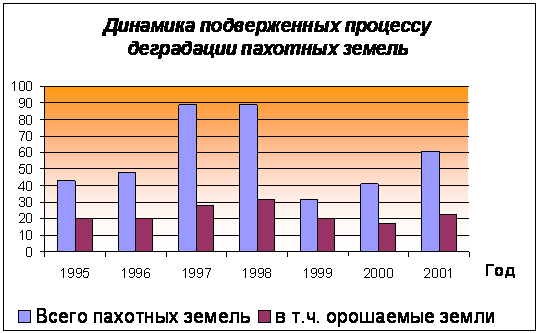 Динамика подверженных процессу
деградации пахотных земель
100
90
80
70
60
50
40
30
20
10
0
1995 1996 1997 1998 1999 2000 2001
Год
Всего пахотных земель в т.ч. орошаемые земли